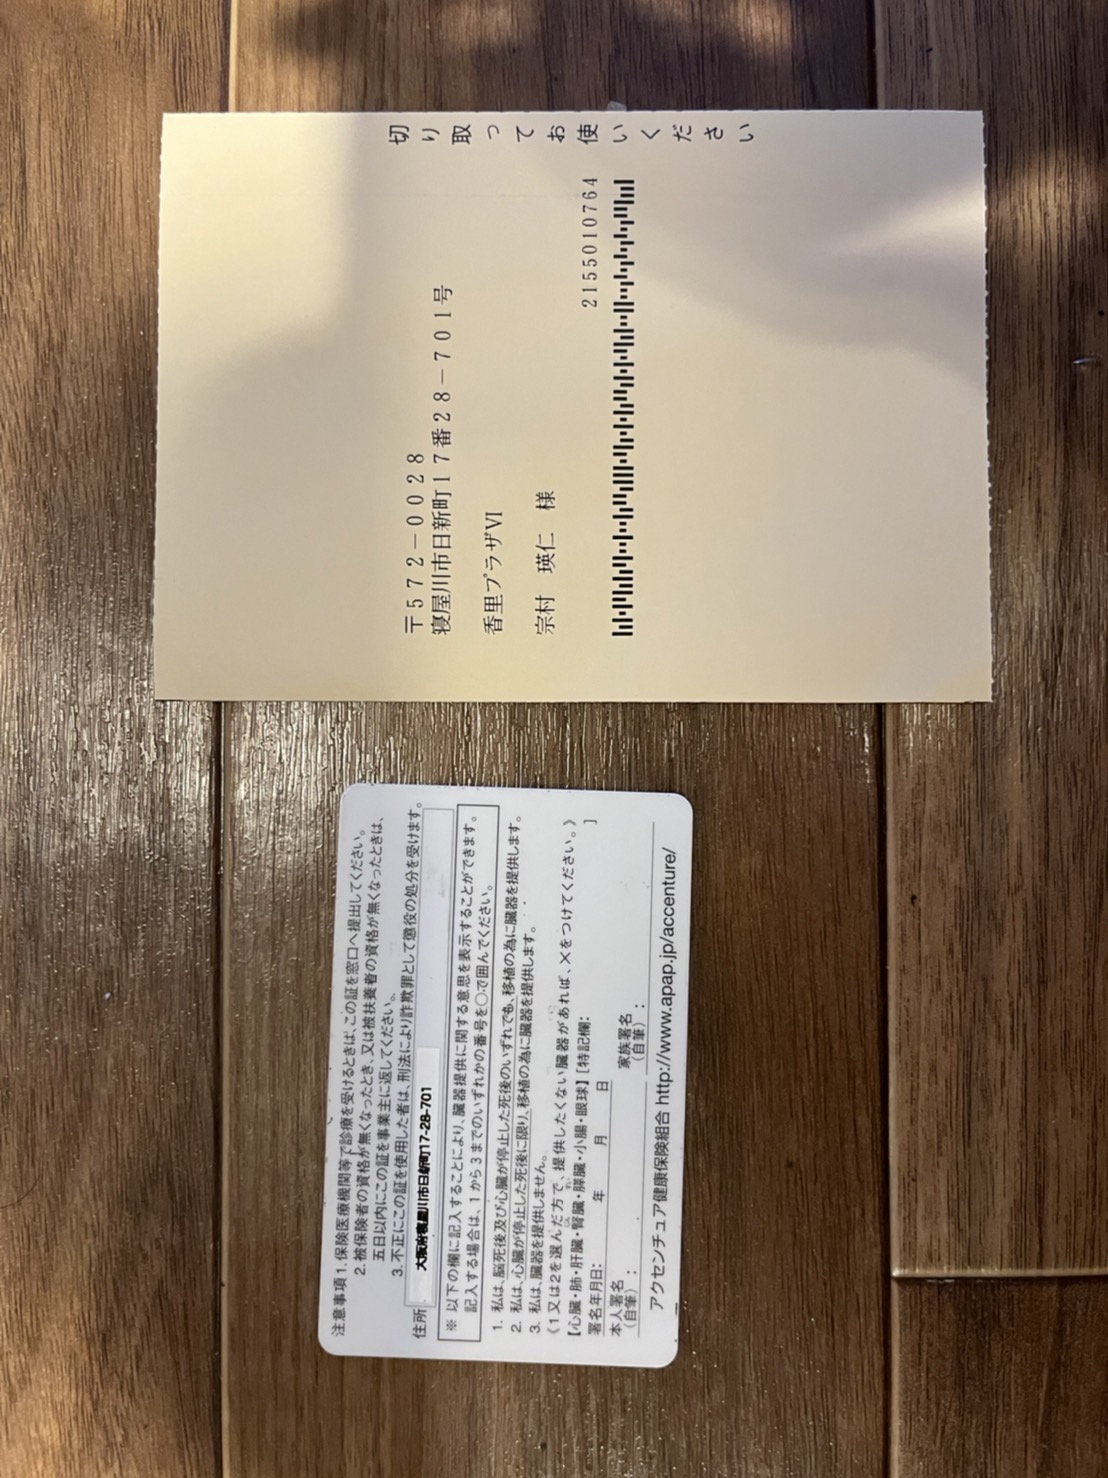 切り取ってお使いください
〒572-0028
寝屋川市日新町17番28-701号
香里プラザⅥ
宗村 瑛仁 様
2155010764
注意事項 1. 保険医療機関等で診療を受けるときは、この証を窓口へ提出してください。
2. 被保険者の資格が無くなったとき、又は被扶養者の資格が無くなったときは、
五日以内にこの証を事業主に返してください。
3. 不正にこの証を使用した者は、刑法により詐欺罪として懲役の処分を受けます。
住所 大阪府寝屋川市日新町17-28-701
※ 以下の欄に記入することにより、臓器提供に関する意思を表示することができます。
記入する場合は、1から3までのいずれかの番号を○で囲んでください。
1. 私は、脳死後及び心臓が停止した死後のいずれでも、移植の為に臓器を提供します。
2. 私は、心臓が停止した死後に限り、移植の為に臓器を提供します。
3. 私は、臓器を提供しません。
《1又は2を選んだ方で、提供したくない臓器があれば、×をつけてください。》
【心臓・肺・肝臓・腎臓・膵臓・小腸・眼球】[特記欄: ]
署名年月日: 年 月 日
本人署名(自筆): 家族署名(自筆):
アクセンチュア健康保険組合 http://www.apap.jp/accenture/